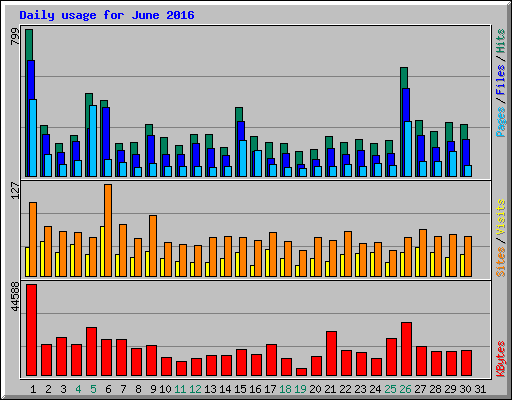 Daily usage for June 2016
799
Pages / Files / Hits
127
Sites / Visits
44588
KBytes
1 2 3 4 5 6 7 8 9 10 11 12 13 14 15 16 17 18 19 20 21 22 23 24 25 26 27 28 29 30 31